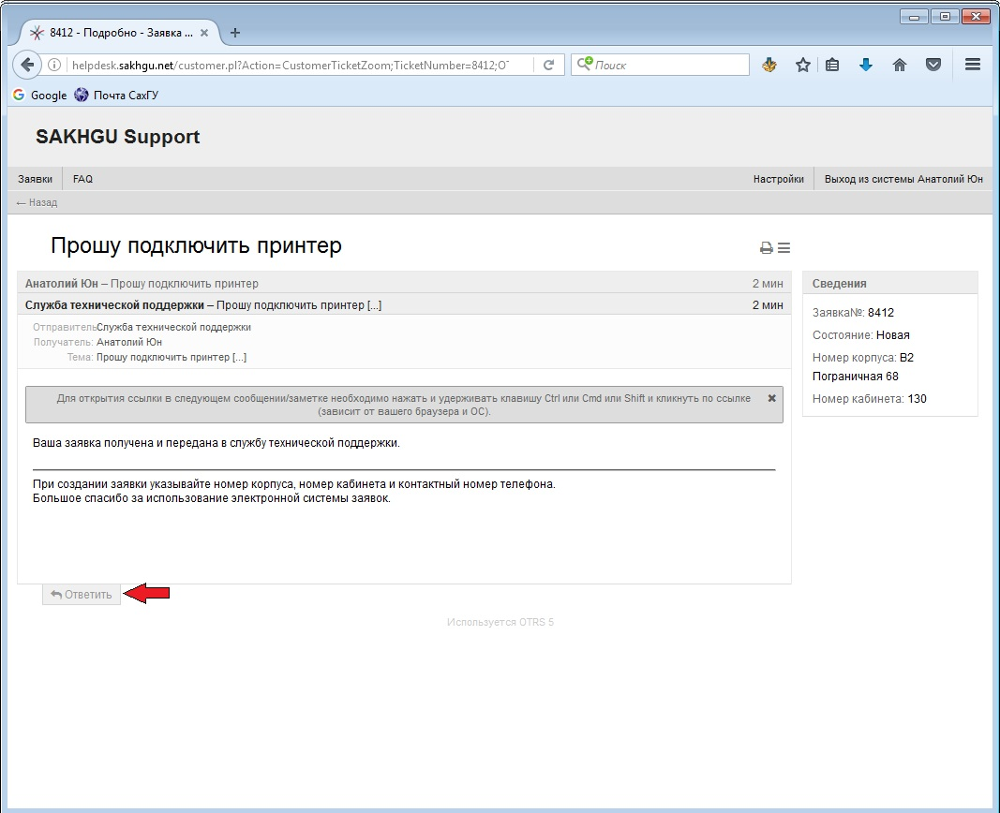 8412 - Подробно - Заявка ...
helpdesk.sakhgu.net/customer.pl?Action=CustomerTicketZoom;TicketNumber=8412;O
Поиск
Google Почта СахГУ
SAKHGU Support
Заявки FAQ Настройки Выход из системы Анатолий Юн
← Назад
Прошу подключить принтер
Анатолий Юн – Прошу подключить принтер 2 мин
Служба технической поддержки – Прошу подключить принтер [...] 2 мин
Отправитель Служба технической поддержки
Получатель: Анатолий Юн
Тема: Прошу подключить принтер [...]
Сведения
Заявка№: 8412
Состояние: Новая
Номер корпуса: B2
Пограничная 68
Номер кабинета: 130
Для открытия ссылки в следующем сообщении/заметке необходимо нажать и удерживать клавишу Ctrl или Cmd или Shift и кликнуть по ссылке
(зависит от вашего браузера и ОС).
Ваша заявка получена и передана в службу технической поддержки.
При создании заявки указывайте номер корпуса, номер кабинета и контактный номер телефона.
Большое спасибо за использование электронной системы заявок.
Ответить
Используется OTRS 5